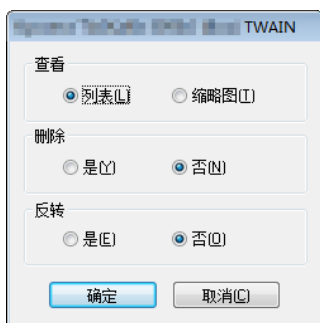 TWAIN
查看
列表(L) 缩略图(T)
删除
是(Y) 否(N)
反转
是(E) 否(O)
确定 取消(C)